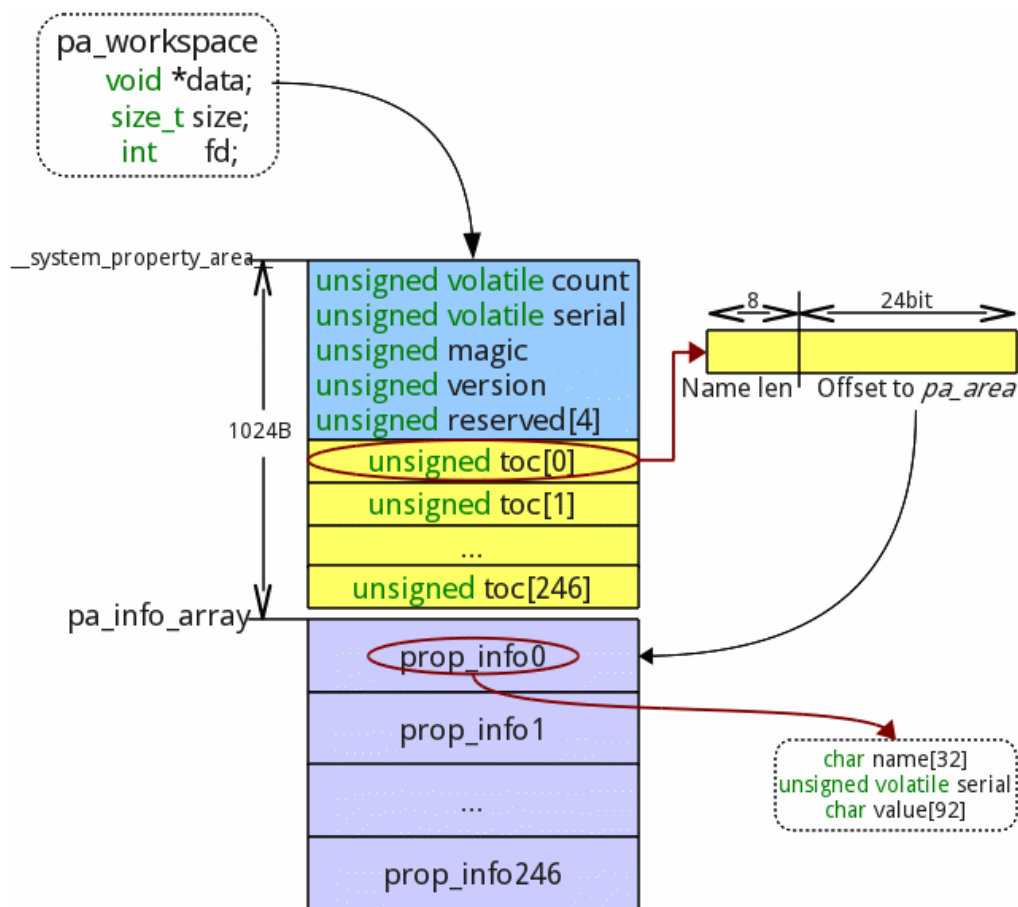 pa_workspace
void *data;
size_t size;
int fd;
__system_property_area__
unsigned volatile count
unsigned volatile serial
unsigned magic
unsigned version
unsigned reserved[4]
8
24bit
Name len
Offset to pa_area
1024B
unsigned toc[0]
unsigned toc[1]
...
unsigned toc[246]
pa_info_array
prop_info0
prop_info1
...
prop_info246
char name[32]
unsigned volatile serial
char value[92]